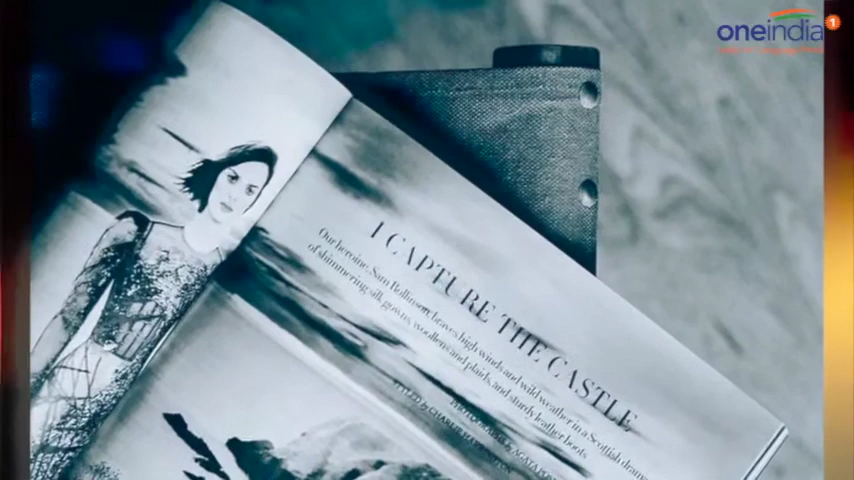 oneindia
I CAPTURE THE CASTLE
Our heroine, Sam Rollinson, braves high winds and wild weather in a Scottish drama
of shimmering silk gowns, woollens and plaids, and sturdy leather boots